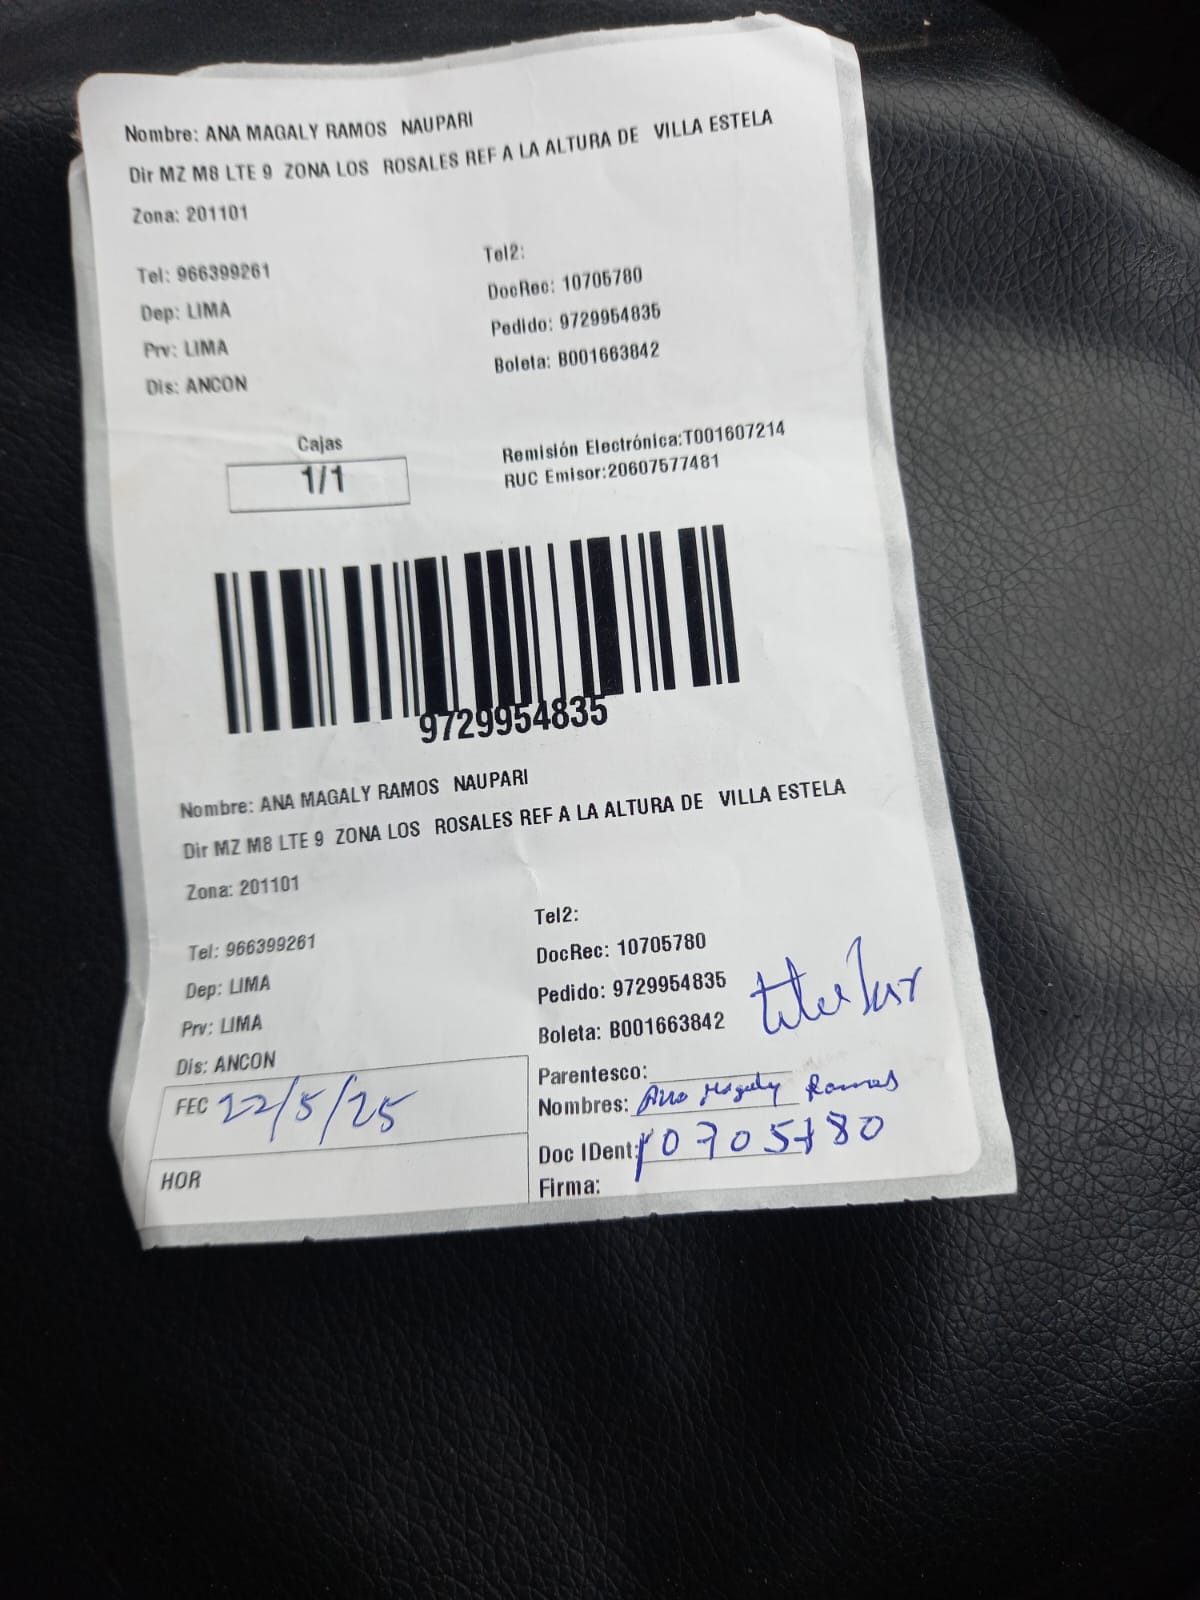 Nombre: ANA MAGALY RAMOS NAUPARI
Dir MZ M8 LTE 9 ZONA LOS ROSALES REF A LA ALTURA DE VILLA ESTELA
Zona: 201101
Tel: 966399261
Dep: LIMA
Prv: LIMA
Dis: ANCON
Tel2:
DocRec: 10705780
Pedido: 9729954835
Boleta: B001663842
Cajas
1/1
Remisión Electrónica:T001607214
RUC Emisor:20607577481
9729954835
Nombre: ANA MAGALY RAMOS NAUPARI
Dir MZ M8 LTE 9 ZONA LOS ROSALES REF A LA ALTURA DE VILLA ESTELA
Zona: 201101
Tel: 966399261
Dep: LIMA
Prv: LIMA
Dis: ANCON
FEC 22/5/25
HOR
Tel2:
DocRec: 10705780
Pedido: 9729954835
Boleta: B001663842
titular
Parentesco:
Nombres: Ana Magaly Ramos
Doc IDent: 10705780
Firma: